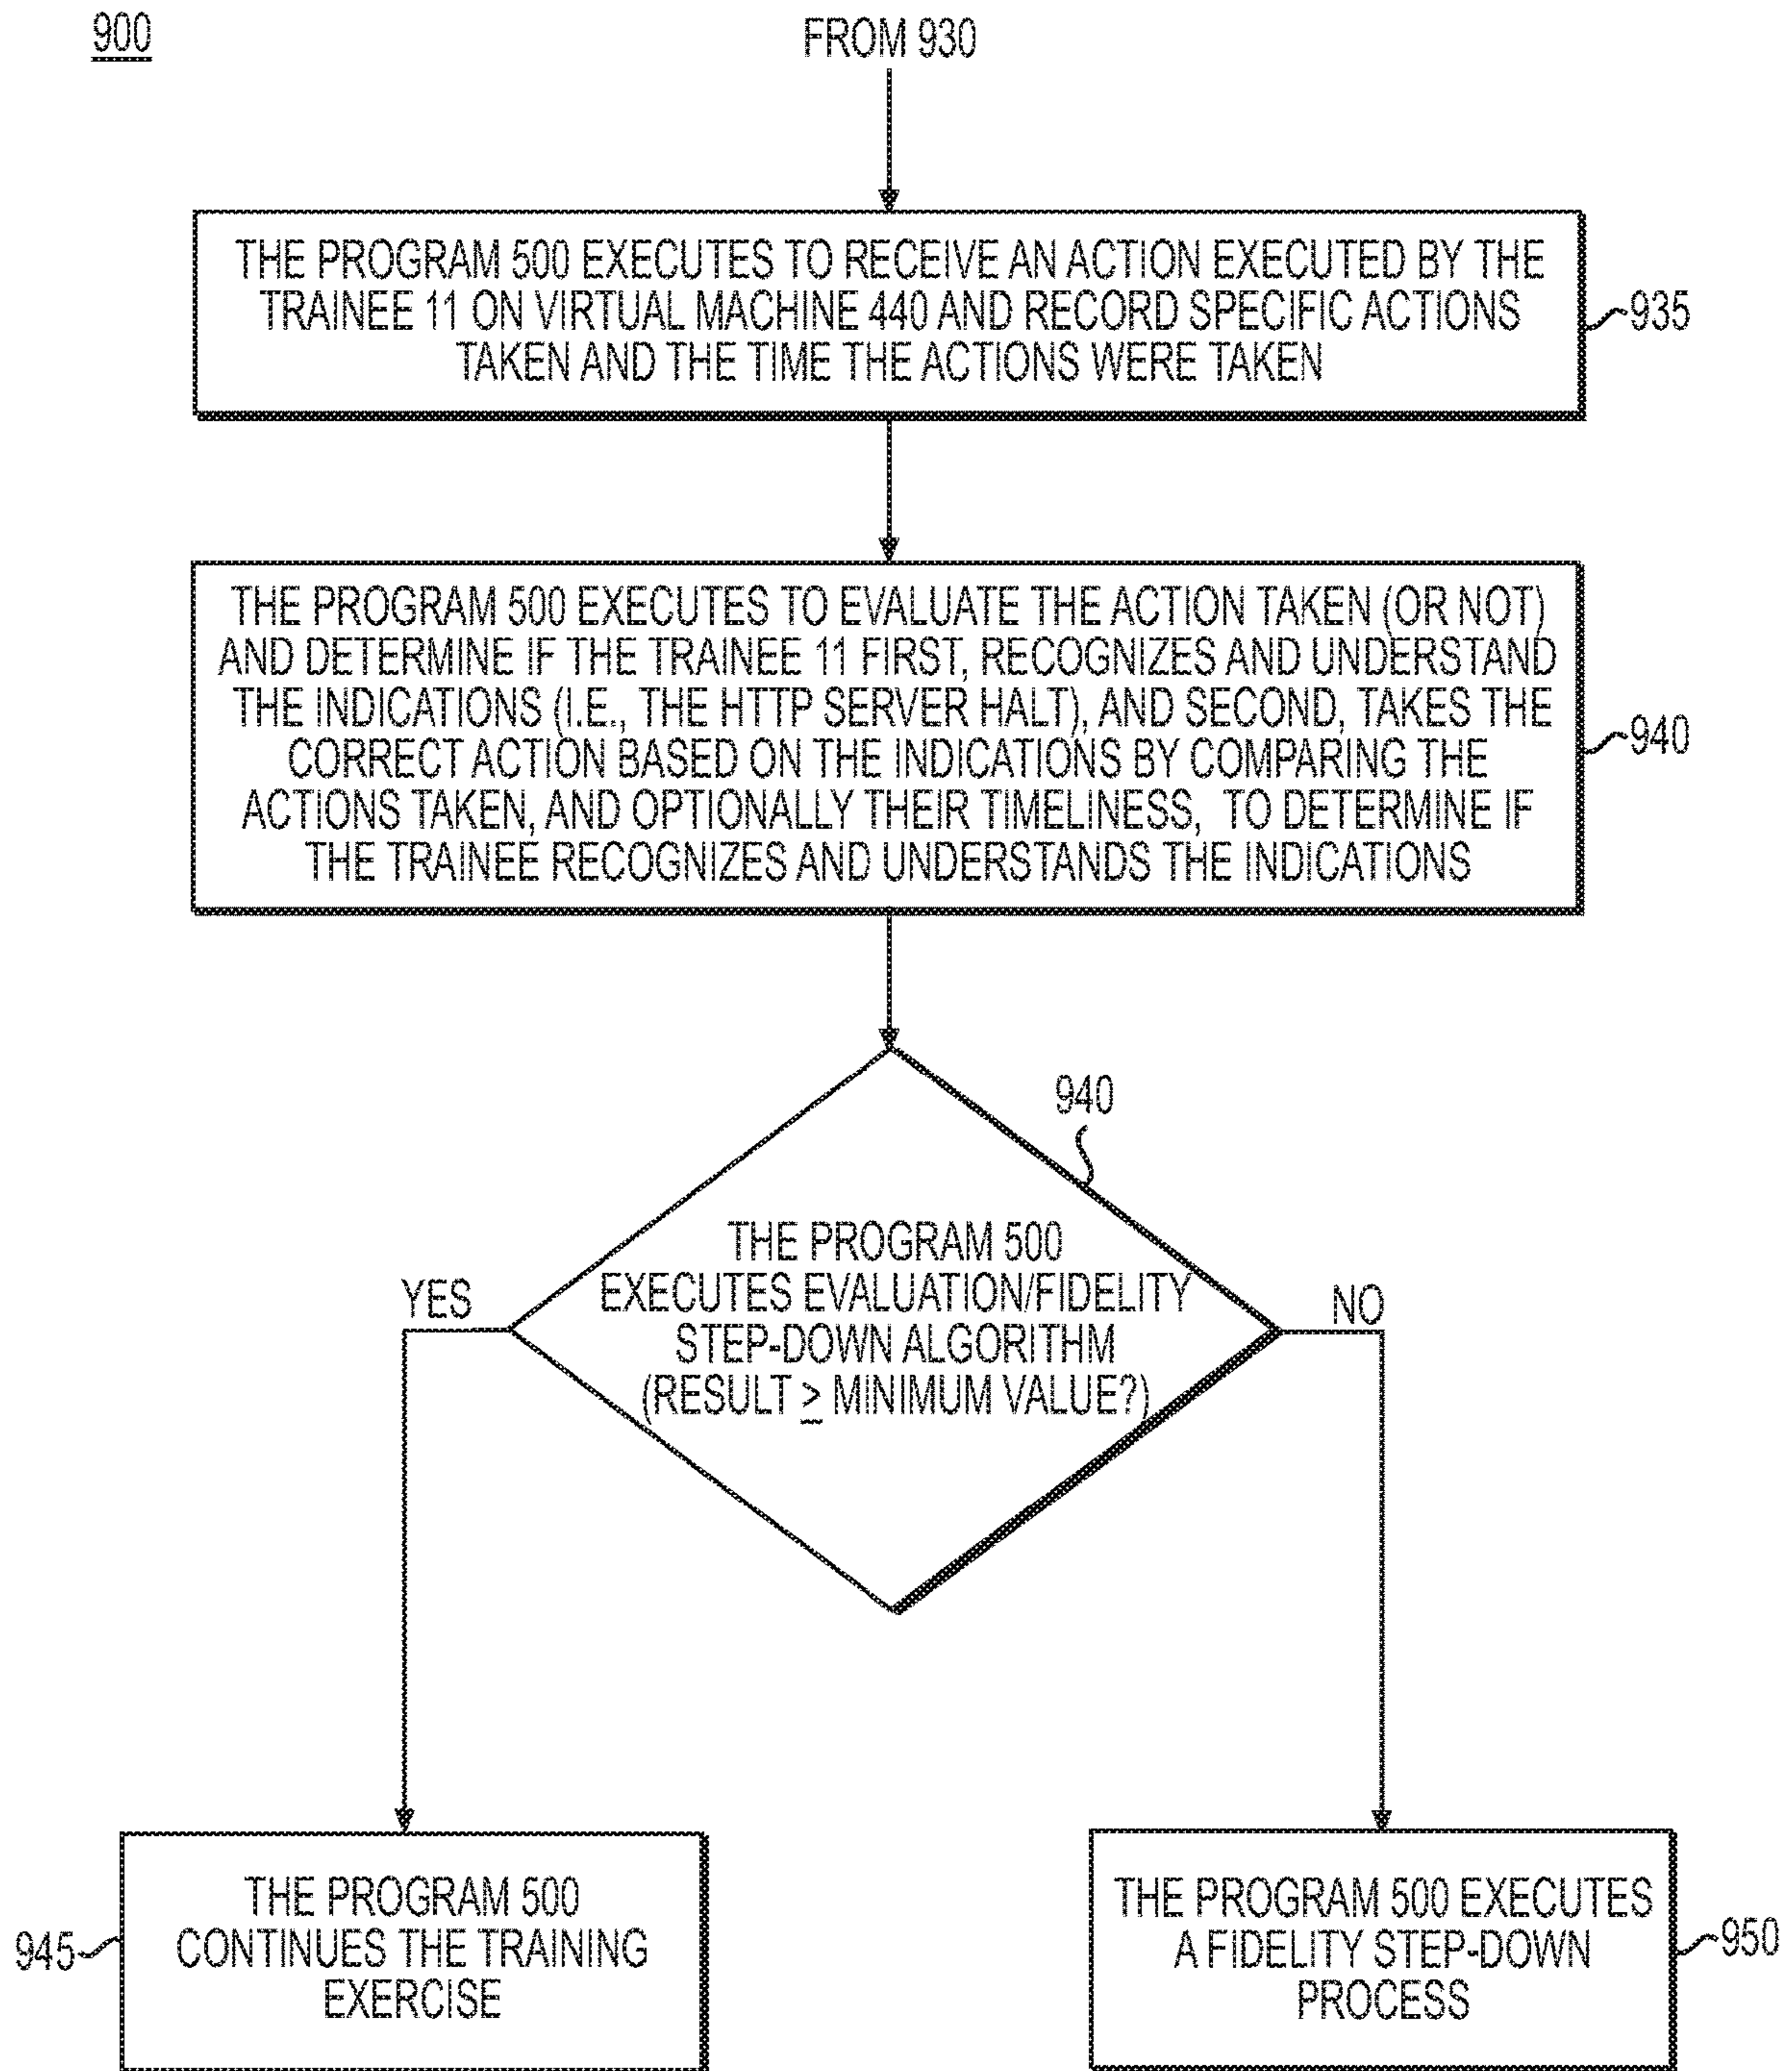 900
FROM 930
THE PROGRAM 500 EXECUTES TO RECEIVE AN ACTION EXECUTED BY THE
TRAINEE 11 ON VIRTUAL MACHINE 440 AND RECORD SPECIFIC ACTIONS
TAKEN AND THE TIME THE ACTIONS WERE TAKEN
935
THE PROGRAM 500 EXECUTES TO EVALUATE THE ACTION TAKEN (OR NOT)
AND DETERMINE IF THE TRAINEE 11 FIRST, RECOGNIZES AND UNDERSTAND
THE INDICATIONS (I.E., THE HTTP SERVER HALT), AND SECOND, TAKES THE
CORRECT ACTION BASED ON THE INDICATIONS BY COMPARING THE
ACTIONS TAKEN, AND OPTIONALLY THEIR TIMELINESS, TO DETERMINE IF
THE TRAINEE RECOGNIZES AND UNDERSTANDS THE INDICATIONS
940
940
THE PROGRAM 500
EXECUTES EVALUATION/FIDELITY
STEP-DOWN ALGORITHM
(RESULT ≥ MINIMUM VALUE?)
YES
NO
THE PROGRAM 500
CONTINUES THE TRAINING
EXERCISE
945
THE PROGRAM 500 EXECUTES
A FIDELITY STEP-DOWN
PROCESS
950